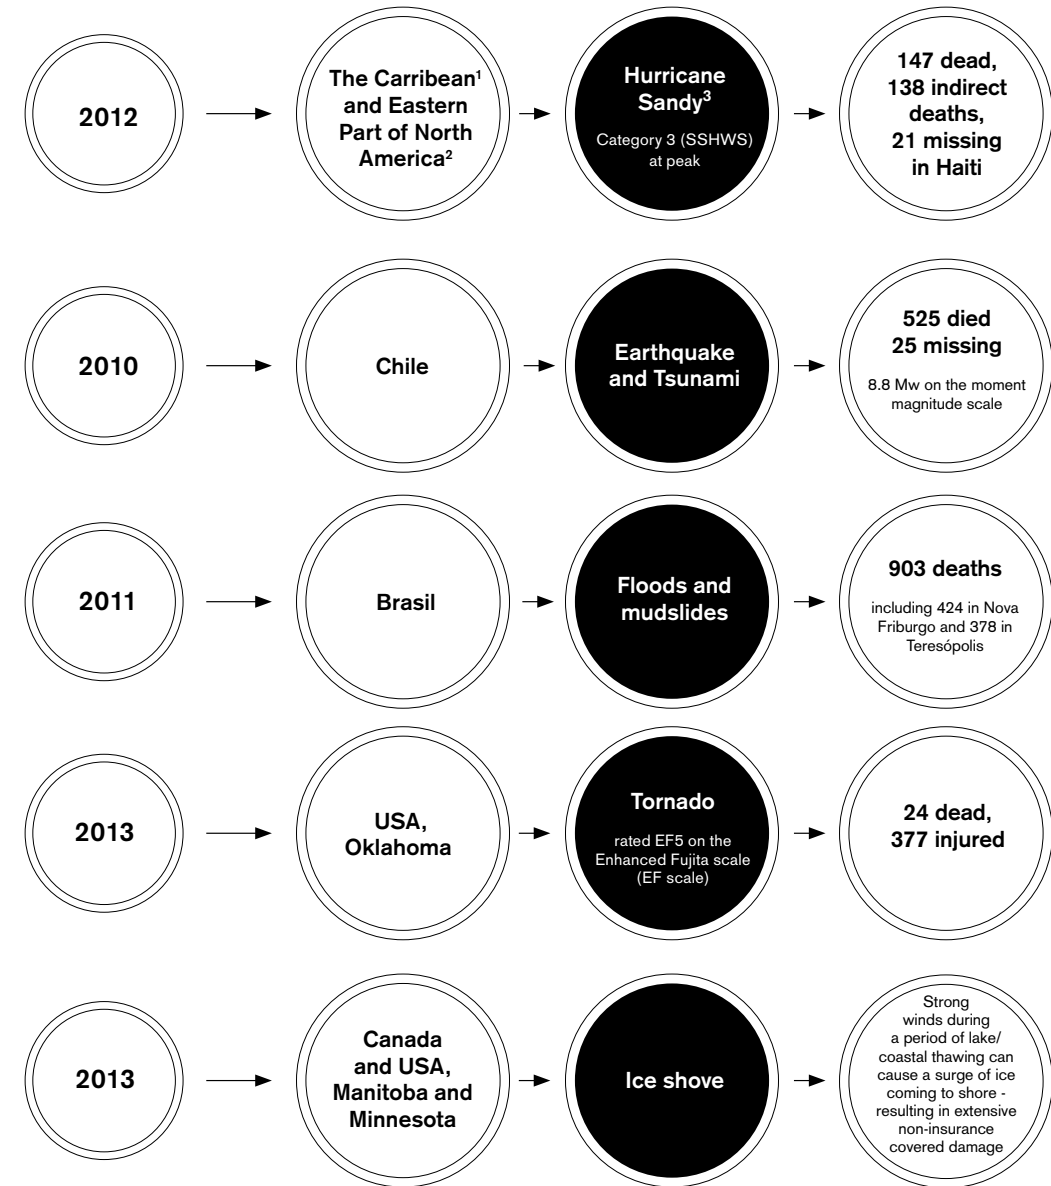 2012
The Carribean¹
and Eastern
Part of North
America²
Hurricane
Sandy³
Category 3 (SSHWS)
at peak
147 dead,
138 indirect
deaths,
21 missing
in Haiti
2010
Chile
Earthquake
and Tsunami
525 died
25 missing
8.8 Mw on the moment
magnitude scale
2011
Brasil
Floods and
mudslides
903 deaths
including 424 in Nova
Friburgo and 378 in
Teresópolis
2013
USA,
Oklahoma
Tornado
rated EF5 on the
Enhanced Fujita scale
(EF scale)
24 dead,
377 injured
2013
Canada
and USA,
Manitoba and
Minnesota
Ice shove
Strong
winds during
a period of lake/
coastal thawing can
cause a surge of ice
coming to shore -
resulting in extensive
non-insurance
covered damage